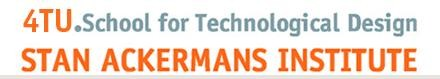 4TU.School for Technological Design
STAN ACKERMANS INSTITUTE